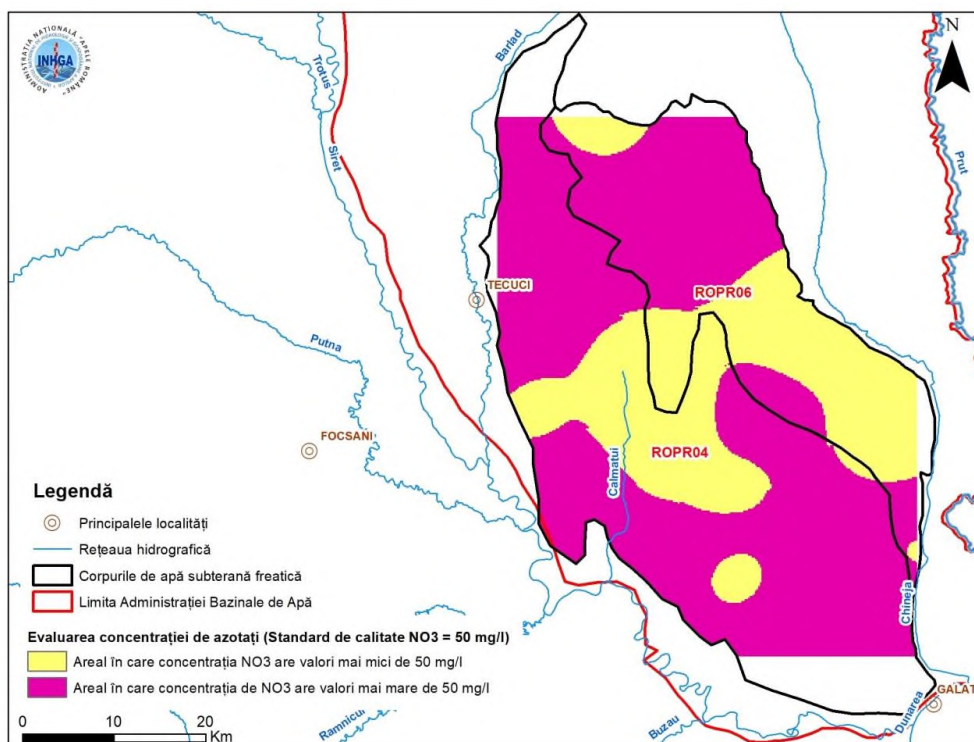 ADMINISTRAȚIA NAȚIONALĂ "APELE ROMÂNE"
INHGA
N
Barlad
Trotus
Siret
Prut
TECUCI
ROPR06
Putna
FOCSANI
ROPR04
Calmatui
Chineja
GALAT
Dunarea
Buzau
Ramnicu
Legendă
Principalele localități
Rețeaua hidrografică
Corpurile de apă subterană freatică
Limita Administrației Bazinale de Apă
Evaluarea concentrației de azotați (Standard de calitate NO3 = 50 mg/l)
Areal în care concentrația NO3 are valori mai mici de 50 mg/l
Areal în care concentrația de NO3 are valori mai mare de 50 mg/l
0 10 20
Km